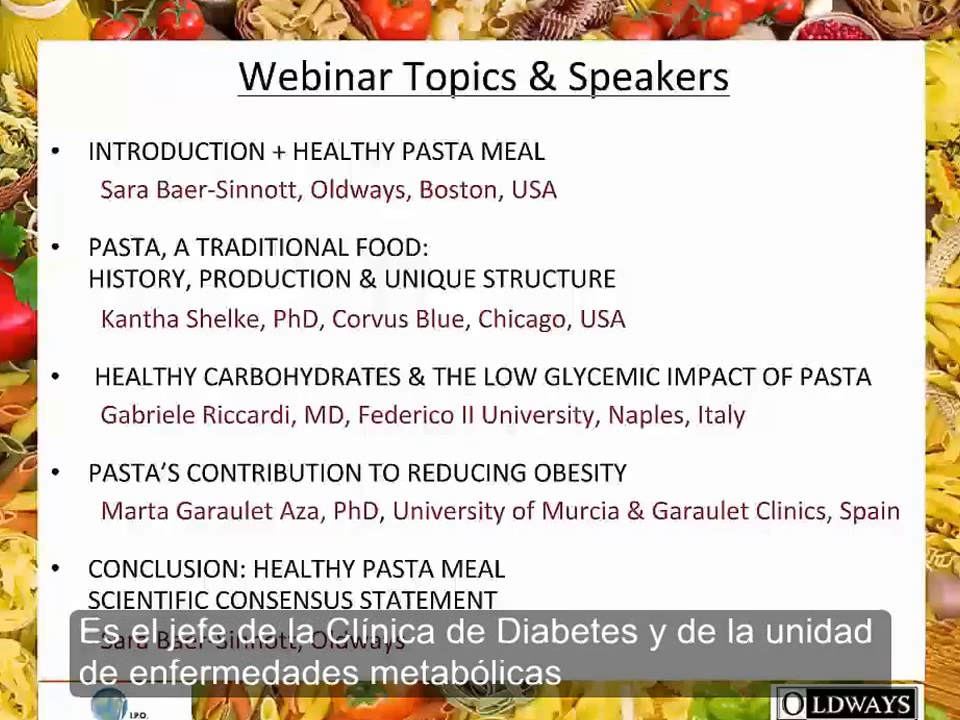 Webinar Topics & Speakers
• INTRODUCTION + HEALTHY PASTA MEAL
Sara Baer-Sinnott, Oldways, Boston, USA
• PASTA, A TRADITIONAL FOOD:
HISTORY, PRODUCTION & UNIQUE STRUCTURE
Kantha Shelke, PhD, Corvus Blue, Chicago, USA
• HEALTHY CARBOHYDRATES & THE LOW GLYCEMIC IMPACT OF PASTA
Gabriele Riccardi, MD, Federico II University, Naples, Italy
• PASTA’S CONTRIBUTION TO REDUCING OBESITY
Marta Garaulet Aza, PhD, University of Murcia & Garaulet Clinics, Spain
• CONCLUSION: HEALTHY PASTA MEAL
SCIENTIFIC CONSENSUS STATEMENT
Sara Baer-Sinnott, Oldways
Es el jefe de la Clínica de Diabetes y de la unidad
de enfermedades metabólicas
I.P.O.
OLDWAYS